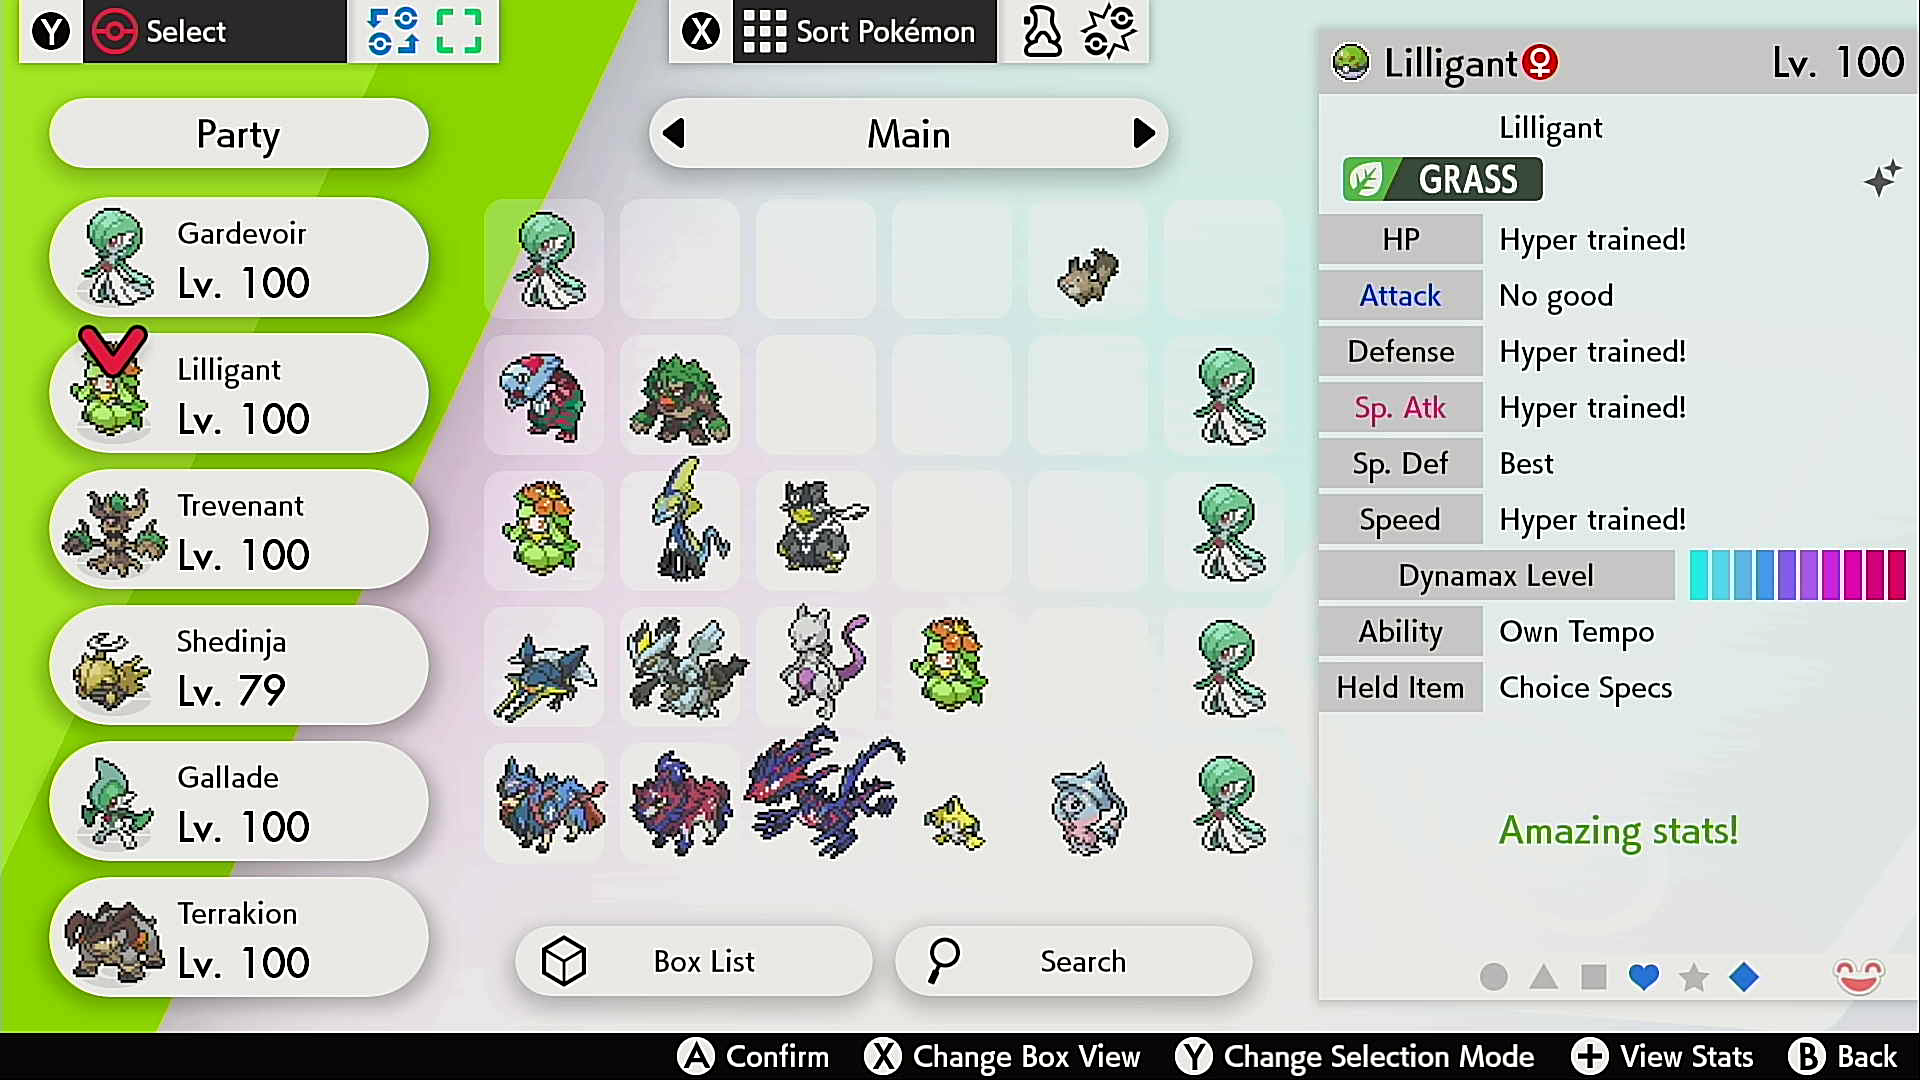 Y Select
X Sort Pokémon
Party
Gardevoir
Lv. 100
Lilligant
Lv. 100
Trevenant
Lv. 100
Shedinja
Lv. 79
Gallade
Lv. 100
Terrakion
Lv. 100
Main
Box List
Search
Lilligant♀ Lv. 100
Lilligant
GRASS
HP Hyper trained!
Attack No good
Defense Hyper trained!
Sp. Atk Hyper trained!
Sp. Def Best
Speed Hyper trained!
Dynamax Level
Ability Own Tempo
Held Item Choice Specs
Amazing stats!
A Confirm X Change Box View Y Change Selection Mode + View Stats B Back